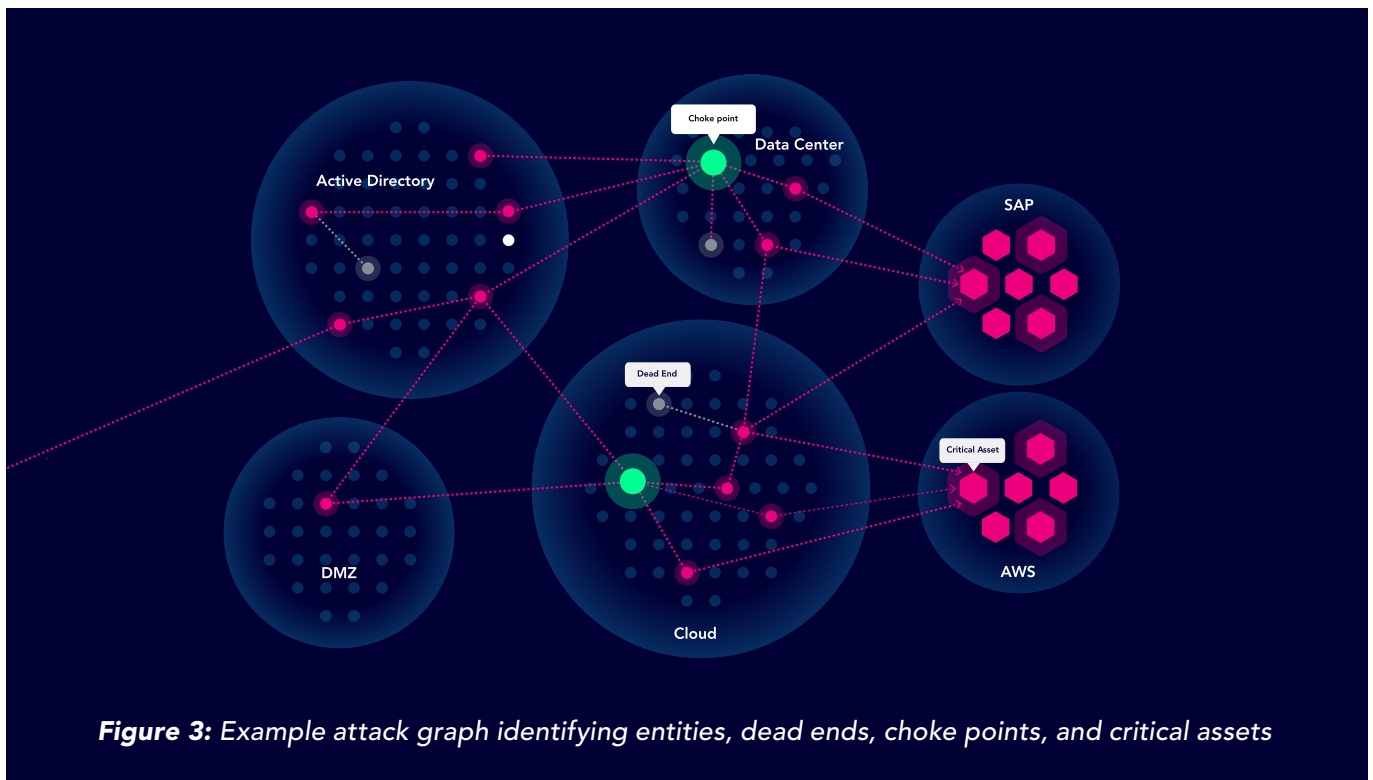 Choke point
Data Center
Active Directory
SAP
Dead End
Critical Asset
AWS
DMZ
Cloud
Figure 3: Example attack graph identifying entities, dead ends, choke points, and critical assets